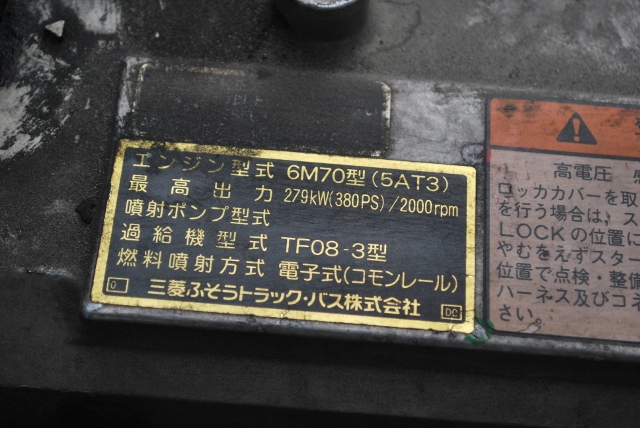 エンジン型式 6M70型(5AT3)
最高出力 279kW(380PS)/2000rpm
噴射ポンプ型式
過給機型式 TF08-3型
燃料噴射方式 電子式(コモンレール)
0 三菱ふそうトラック・バス株式会社 DC
高電圧
ロッカカバーを取
を行う場合は、ス
LOCKの位置に
やむをえずスター
位置で点検・整備
ハーネス及びコネ
さい。